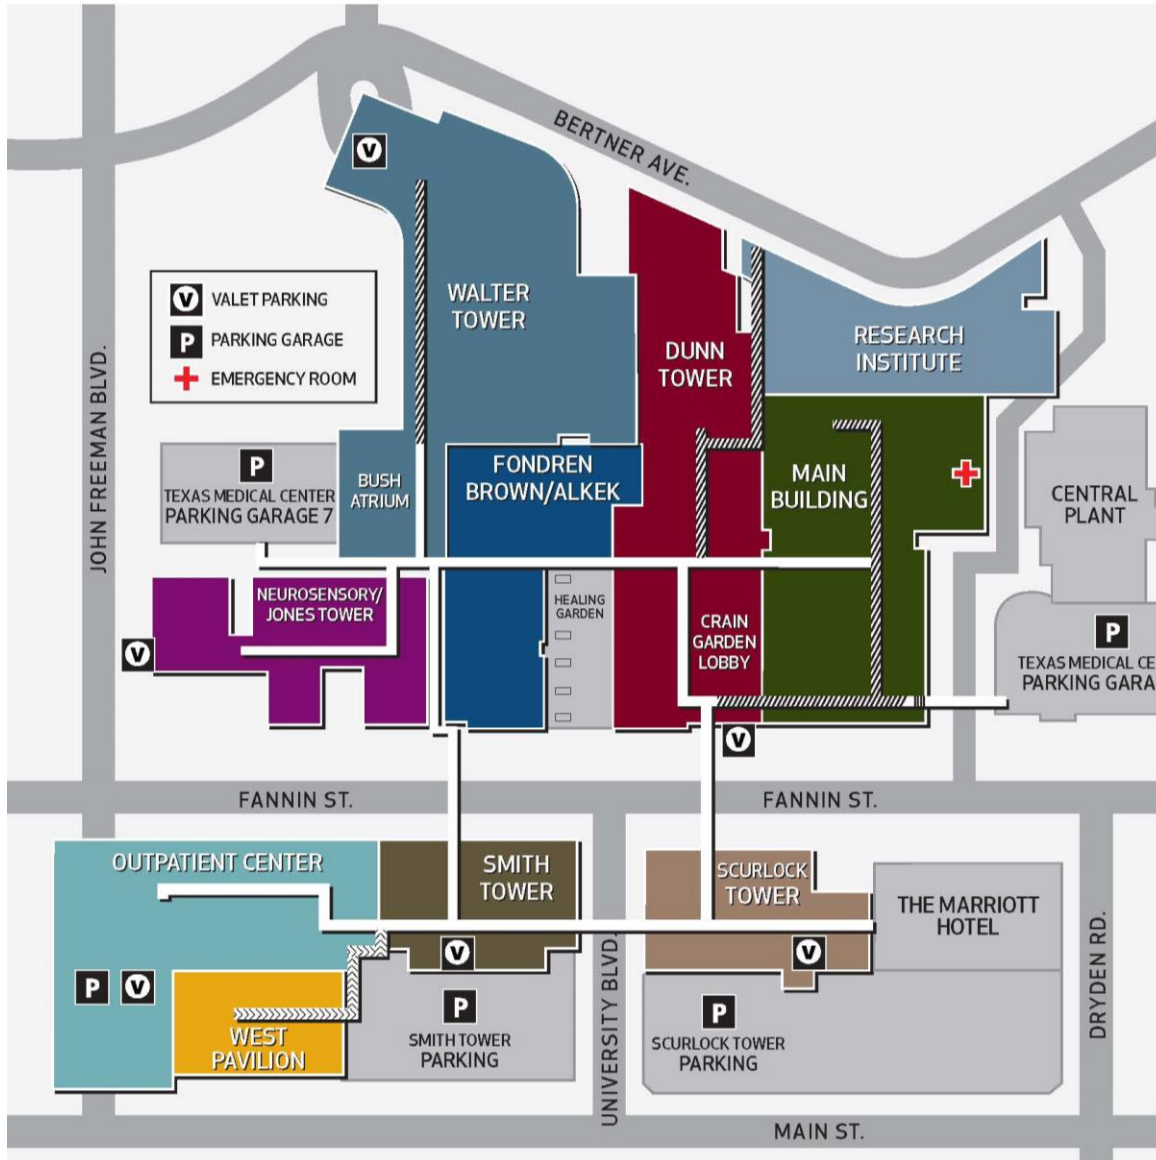 BERTNER AVE.
V
V VALET PARKING
P PARKING GARAGE
EMERGENCY ROOM
WALTER
TOWER
DUNN
TOWER
RESEARCH
INSTITUTE
JOHN FREEMAN BLVD.
P
TEXAS MEDICAL CENTER
PARKING GARAGE 7
BUSH
ATRIUM
FONDREN
BROWN/ALKEK
MAIN
BUILDING
CENTRAL
PLANT
NEUROSENSORY/
JONES TOWER
HEALING
GARDEN
CRAIN
GARDEN
LOBBY
V
P
TEXAS MEDICAL CE
PARKING GARA
V
FANNIN ST.
FANNIN ST.
OUTPATIENT CENTER
SMITH
TOWER
SCURLOCK
TOWER
THE MARRIOTT
HOTEL
V
V
P V
P
SMITH TOWER
PARKING
P
SCURLOCK TOWER
PARKING
WEST
PAVILION
UNIVERSITY BLVD.
DRYDEN RD.
MAIN ST.